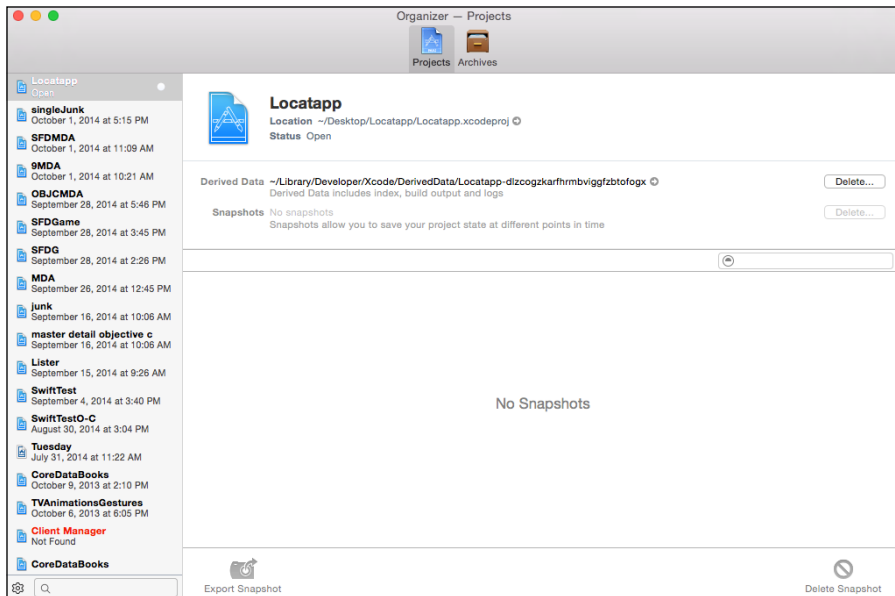 Organizer — Projects
Projects Archives
Locatapp
Open
singleJunk
October 1, 2014 at 5:15 PM
SFDMDA
October 1, 2014 at 11:09 AM
9MDA
October 1, 2014 at 10:21 AM
OBJCMDA
September 28, 2014 at 5:46 PM
SFDGame
September 28, 2014 at 3:45 PM
SFDG
September 28, 2014 at 2:26 PM
MDA
September 26, 2014 at 12:45 PM
junk
September 16, 2014 at 10:06 AM
master detail objective c
September 16, 2014 at 10:06 AM
Lister
September 15, 2014 at 9:26 AM
SwiftTest
September 4, 2014 at 3:40 PM
SwiftTestO-C
August 30, 2014 at 3:04 PM
Tuesday
July 31, 2014 at 11:22 AM
CoreDataBooks
October 9, 2013 at 2:10 PM
TVAnimationsGestures
October 6, 2013 at 6:05 PM
Client Manager
Not Found
CoreDataBooks
Locatapp
Location ~/Desktop/Locatapp/Locatapp.xcodeproj
Status Open
Derived Data ~/Library/Developer/Xcode/DerivedData/Locatapp-dlzcogzkarfhrmbviggfzbtofogx Delete...
Derived Data includes index, build output and logs
Snapshots No snapshots Delete...
Snapshots allow you to save your project state at different points in time
No Snapshots
Export Snapshot Delete Snapshot